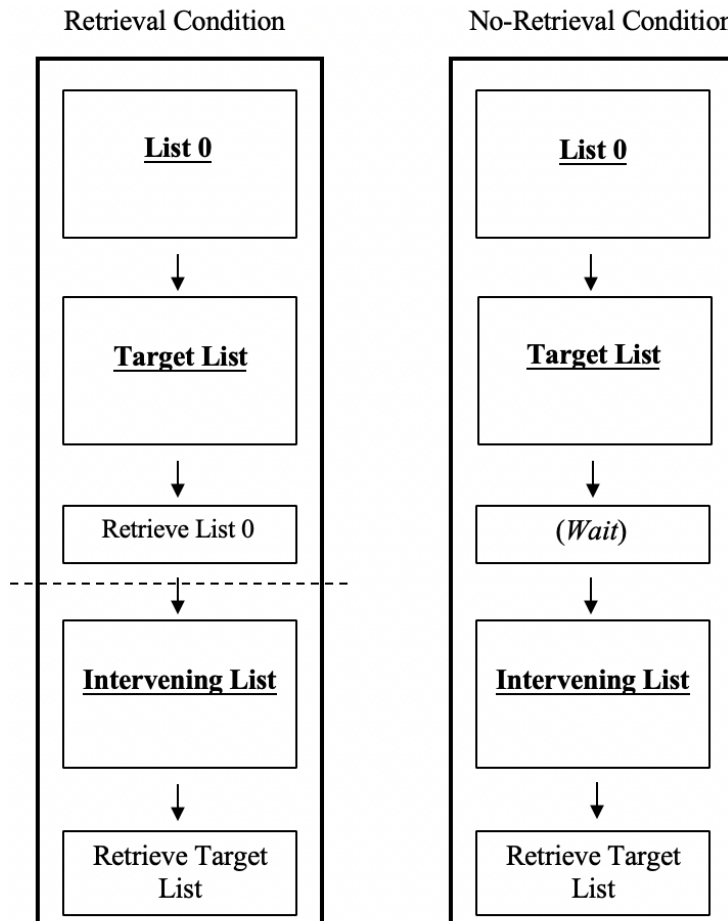 Retrieval Condition
List 0
Target List
Retrieve List 0
Intervening List
Retrieve Target
List
No-Retrieval Condition
List 0
Target List
(Wait)
Intervening List
Retrieve Target
List